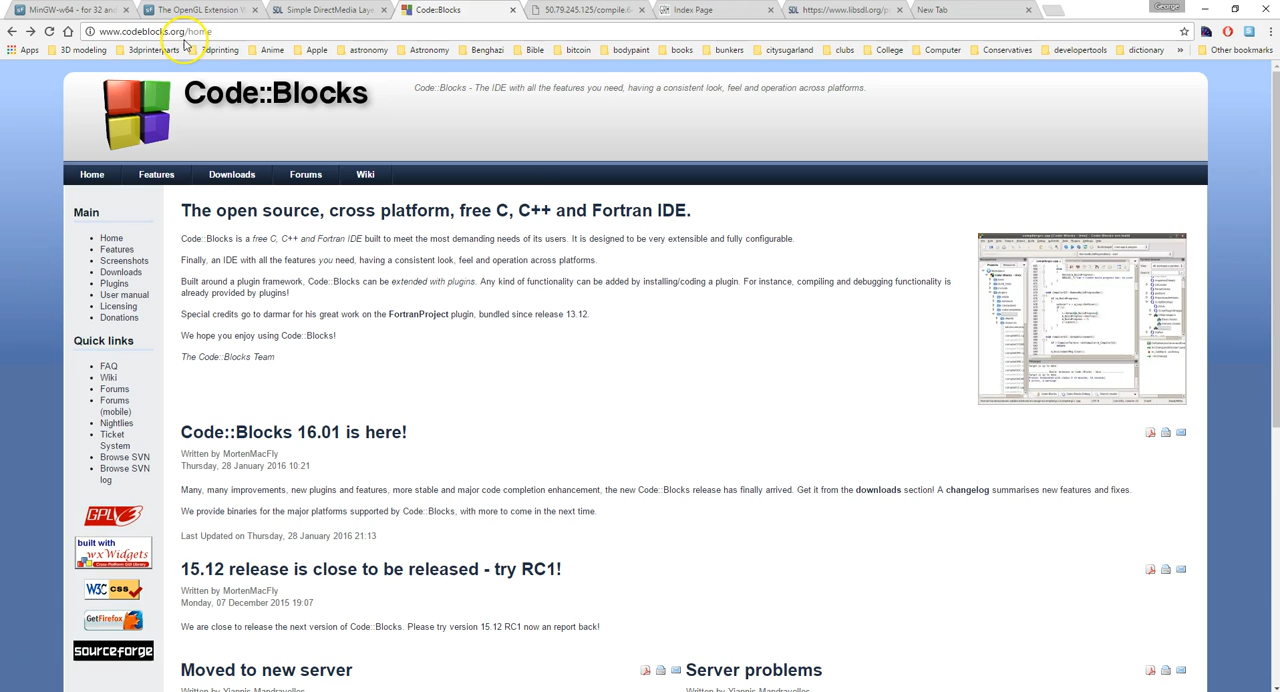 MinGW-w64 - for 32 and
The OpenGL Extension W
Simple DirectMedia Laye
Code::Blocks
50.79.245.125/compile.6
Index Page
https://www.libsdl.org/p
New Tab
George
www.codeblocks.org/home
Apps
3D modeling
3dprinterparts
3dprinting
Anime
Apple
astronomy
Astronomy
Benghazi
Bible
bitcoin
bodypaint
books
bunkers
citysugarland
clubs
College
Computer
Conservatives
developertools
dictionary
»
Other bookmarks
Code::Blocks
Code::Blocks - The IDE with all the features you need, having a consistent look, feel and operation across platforms.
Home
Features
Downloads
Forums
Wiki
Main
Home
Features
Screenshots
Downloads
Plugins
User manual
Licensing
Donations
Quick links
FAQ
Wiki
Forums
Forums
(mobile)
Nightlies
Ticket
System
Browse SVN
Browse SVN
log
GPLv3
built with
wxWidgets
Cross-Platform GUI Library
W3C css
GetFirefox
sourceforge
The open source, cross platform, free C, C++ and Fortran IDE.
Code::Blocks is a free C, C++ and Fortran IDE built to meet the most demanding needs of its users. It is designed to be very extensible and fully configurable.
Finally, an IDE with all the features you need, having a consistent look, feel and operation across platforms.
Built around a plugin framework, Code::Blocks can be extended with plugins. Any kind of functionality can be added by installing/coding a plugin. For instance, compiling and debugging functionality is
already provided by plugins!
Special credits go to darmar for his great work on the FortranProject plugin, bundled since release 13.12.
We hope you enjoy using Code::Blocks!
The Code::Blocks Team
Code::Blocks 16.01 is here!
Written by MortenMacFly
Thursday, 28 January 2016 10:21
Many, many improvements, new plugins and features, more stable and major code completion enhancement, the new Code::Blocks release has finally arrived. Get it from the downloads section! A changelog summarises new features and fixes.
We provide binaries for the major platforms supported by Code::Blocks, with more to come in the next time.
Last Updated on Thursday, 28 January 2016 21:13
15.12 release is close to be released - try RC1!
Written by MortenMacFly
Monday, 07 December 2015 19:07
We are close to release the next version of Code::Blocks. Please try version 15.12 RC1 now an report back!
Moved to new server
Written by Yiannis Mandravellos
Server problems
Written by Yiannis Mandravellos